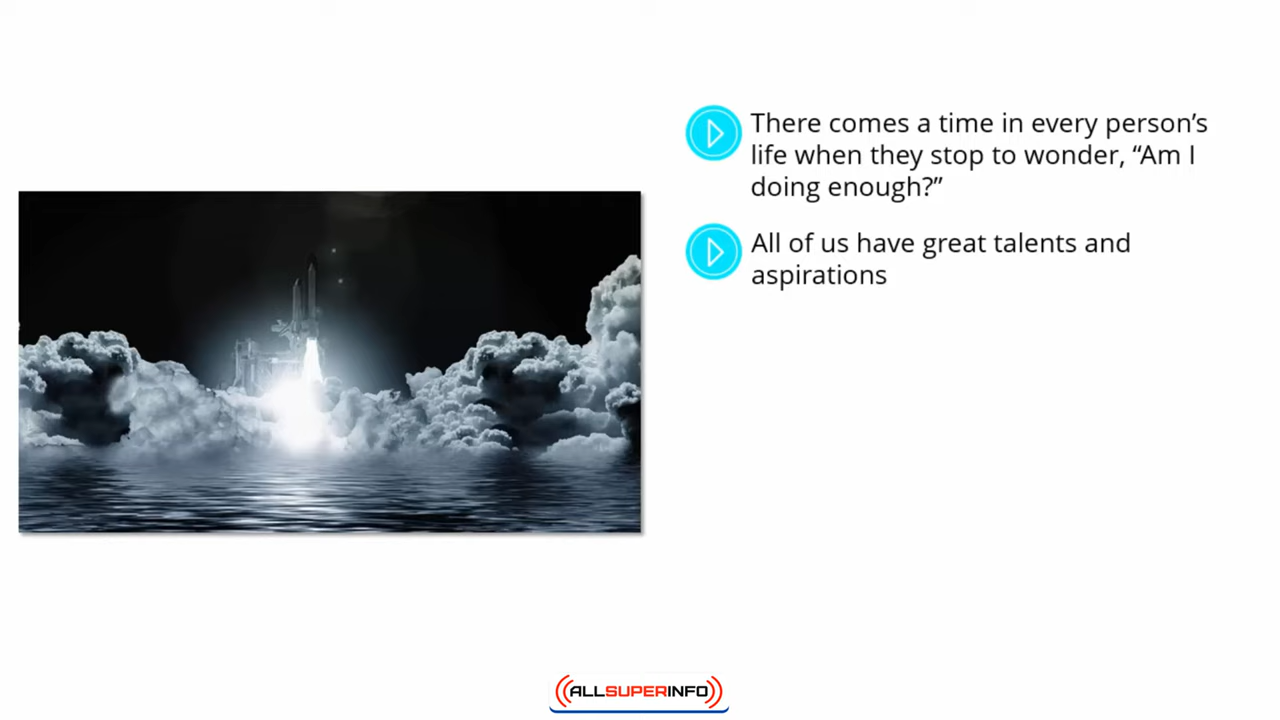 There comes a time in every person’s
life when they stop to wonder, “Am I
doing enough?”
All of us have great talents and
aspirations
ALLSUPERINFO